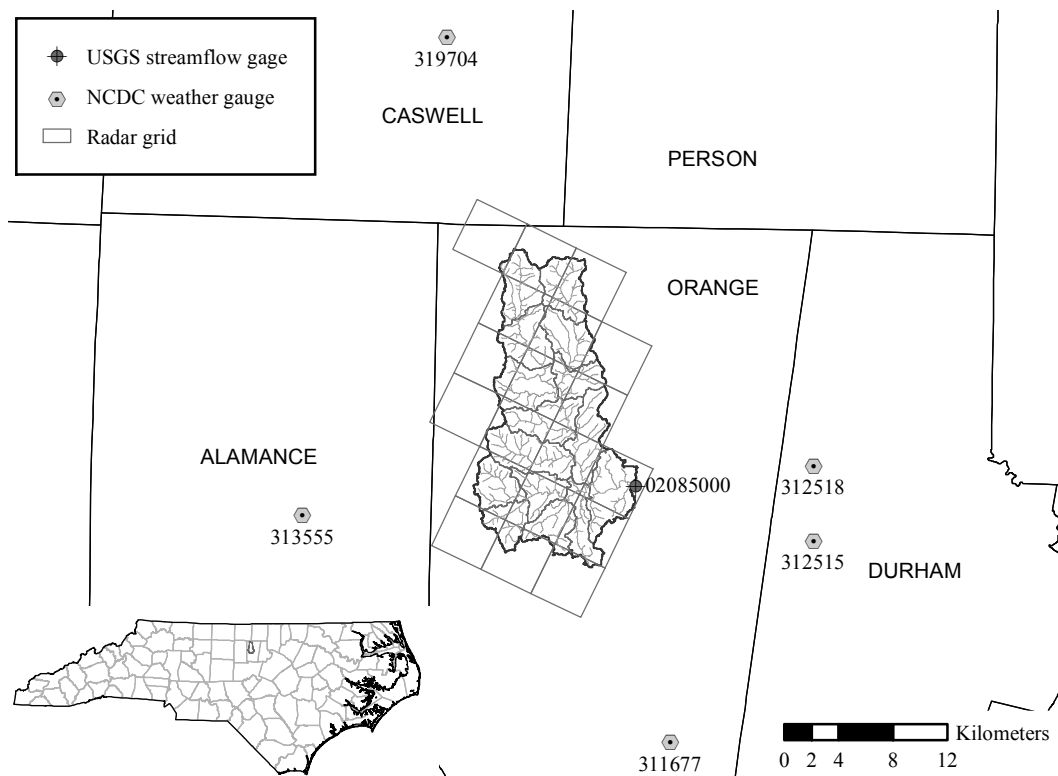 USGS streamflow gage
NCDC weather gauge
Radar grid
319704
CASWELL
PERSON
ORANGE
ALAMANCE
02085000
312518
313555
312515
DURHAM
Kilometers
0 2 4 8 12
311677